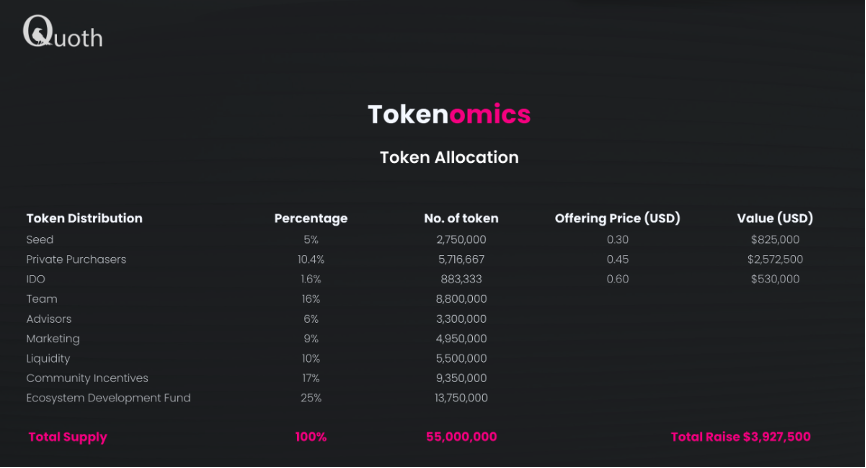 Quoth
Tokenomics
Token Allocation
Token Distribution Percentage No. of token Offering Price (USD) Value (USD)
Seed 5% 2,750,000 0.30 $825,000
Private Purchasers 10.4% 5,716,667 0.45 $2,572,500
IDO 1.6% 883,333 0.60 $530,000
Team 16% 8,800,000
Advisors 6% 3,300,000
Marketing 9% 4,950,000
Liquidity 10% 5,500,000
Community Incentives 17% 9,350,000
Ecosystem Development Fund 25% 13,750,000
Total Supply 100% 55,000,000 Total Raise $3,927,500